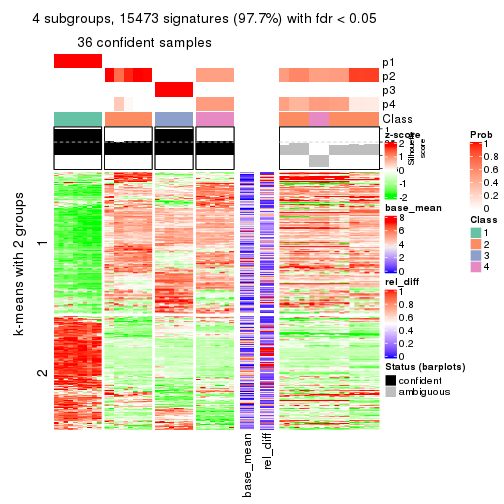 4 subgroups, 15473 signatures (97.7%) with fdr < 0.05
36 confident samples
p1
p2
p3
p4
Class
1
Silhouette
score
z-score
2
1
0
-1
-2
base_mean
8
6
4
2
0
rel_diff
1
0.8
0.6
0.4
0.2
0
Status (barplots)
confident
ambiguous
Prob
1
0.8
0.6
0.4
0.2
0
Class
1
2
3
4
k-means with 2 groups
1
2
base_mean
rel_diff